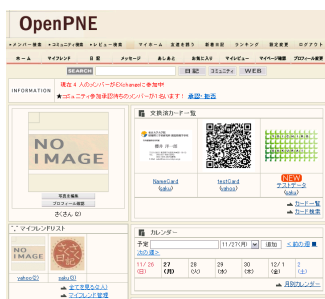 OpenPNE
メンバー検索 コミュニティ検索 レビュー検索 マイホーム 友達を誘う 新着日記 ランキング 設定変更 ログアウト
ホーム マイフレンド 日記 メッセージ あしあと お気に入り マイレビュー マイページ確認 プロフィール変更
SEARCH 日記 コミュニティ WEB
INFORMATION
現在 4 人のメンバーがExchangeに参加中
★コミュニティ参加承認待ちのメンバーが1名います！ 承認・拒否
NO IMAGE
写真を編集
プロフィール確認
さくさん (2)
交換済カード一覧
NameCard
(saku)
testCard
(yahoo)
NEW
テストデータ
(saku)
カード一覧
カード検索
マイフレンドリスト
NO IMAGE
yahoo(2)
saku(3)
全てを見る(2人)
マイフレンド管理
カレンダー
予定 11/27(月) 追加 <前の週 ■
次の週>
11/26 (日)
27 (月)
28 (火)
29 (水)
30 (木)
12/1 (金)
2 (土)
月別カレンダー